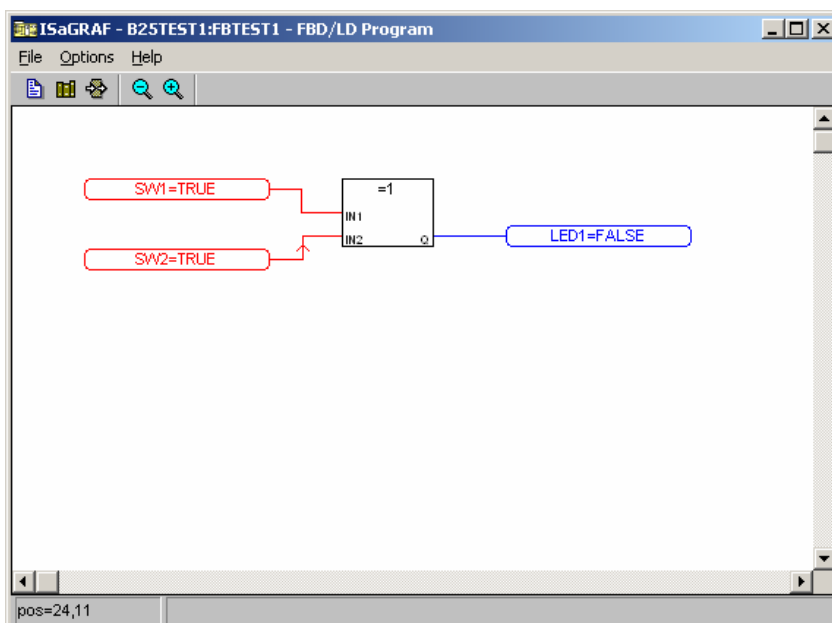 ISaGRAF - B25TEST1:FBTEST1 - FBD/LD Program
File Options Help
SW1=TRUE
=1
IN1
IN2 Q
LED1=FALSE
SW2=TRUE
pos=24,11